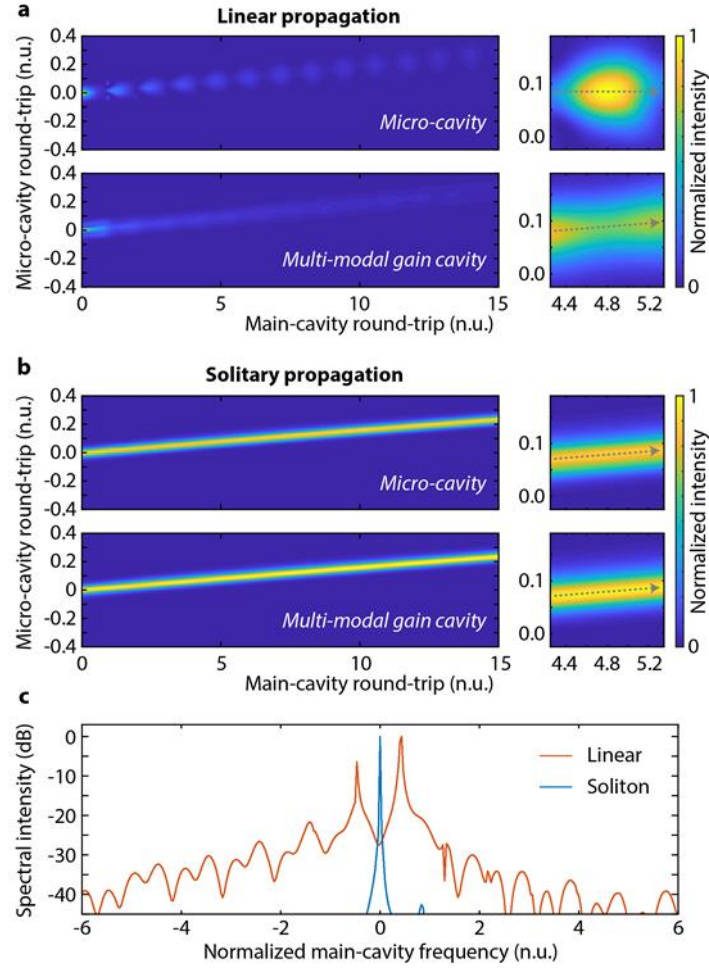 a
Linear propagation
Micro-cavity round-trip (n.u.)
0.4
0.2
0.0
-0.2
-0.4
Micro-cavity
0.4
0.2
0
-0.2
-0.4
Multi-modal gain cavity
0 5 10 15
Main-cavity round-trip (n.u.)
0.1
0.0
0.1
0.0
4.4 4.8 5.2
1
Normalized intensity
0
b
Solitary propagation
Micro-cavity round-trip (n.u.)
0.4
0.2
0.0
-0.2
-0.4
Micro-cavity
0.4
0.2
0
-0.2
-0.4
Multi-modal gain cavity
0 5 10 15
Main-cavity round-trip (n.u.)
0.1
0.0
0.1
0.0
4.4 4.8 5.2
1
Normalized intensity
0
c
Spectral intensity (dB)
0
-10
-20
-30
-40
Linear
Soliton
-6 -4 -2 0 2 4 6
Normalized main-cavity frequency (n.u.)